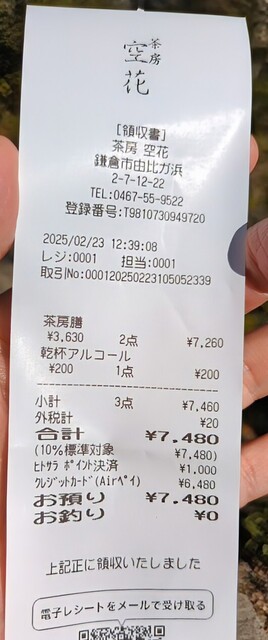 茶房
空花
[領収書]
茶房 空花
鎌倉市由比ガ浜
2-7-12-22
TEL:0467-55-9522
登録番号:T9810730949720
2025/02/23 12:39:08
レジ:0001 担当:0001
取引No:000120250223105052339
茶房膳
¥3,630 2点 ¥7,260
乾杯アルコール
¥200 1点 ¥200
小計 3点 ¥7,460
外税計 ¥20
合計 ¥7,480
(10%標準対象 ¥7,480)
ヒトサラ ポイント決済 ¥1,000
クレジットカード(Airペイ) ¥6,480
お預り ¥7,480
お釣り ¥0
上記正に領収いたしました
電子レシートをメールで受け取る